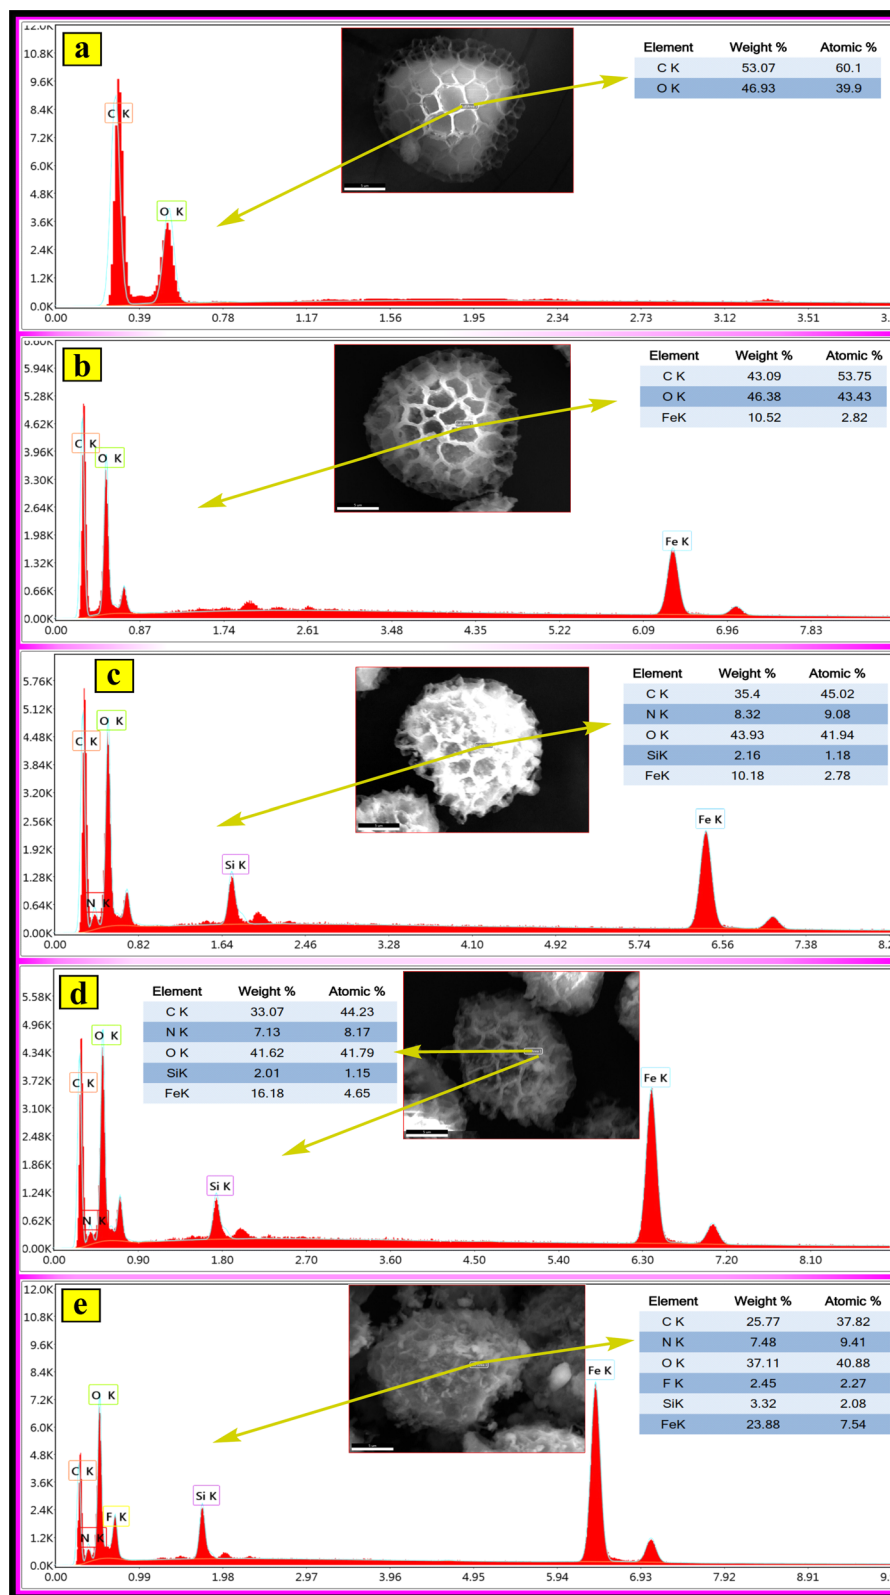 a
12.0K
10.8K
9.6K
8.4K
7.2K
6.0K
4.8K
3.6K
2.4K
1.2K
0.0K
0.00 0.39 0.78 1.17 1.56 1.95 2.34 2.73 3.12 3.51
C K
O K
Element Weight % Atomic %
C K 53.07 60.1
O K 46.93 39.9
b
6.60K
5.94K
5.28K
4.62K
3.96K
3.30K
2.64K
1.98K
1.32K
0.66K
0.00K
0.00 0.87 1.74 2.61 3.48 4.35 5.22 6.09 6.96 7.83
C K
O K
Fe K
Element Weight % Atomic %
C K 43.09 53.75
O K 46.38 43.43
FeK 10.52 2.82
c
5.76K
5.12K
4.48K
3.84K
3.20K
2.56K
1.92K
1.28K
0.64K
0.00K
0.00 0.82 1.64 2.46 3.28 4.10 4.92 5.74 6.56 7.38 8.2
O K
C K
N K
Si K
Fe K
Element Weight % Atomic %
C K 35.4 45.02
N K 8.32 9.08
O K 43.93 41.94
SiK 2.16 1.18
FeK 10.18 2.78
d
5.58K
4.96K
4.34K
3.72K
3.10K
2.48K
1.86K
1.24K
0.62K
0.00K
0.00 0.90 1.80 2.70 3.60 4.50 5.40 6.30 7.20 8.10
O K
C K
N K
Si K
Fe K
Element Weight % Atomic %
C K 33.07 44.23
N K 7.13 8.17
O K 41.62 41.79
SiK 2.01 1.15
FeK 16.18 4.65
e
12.0K
10.8K
9.6K
8.4K
7.2K
6.0K
4.8K
3.6K
2.4K
1.2K
0.0K
0.00 0.99 1.98 2.97 3.96 4.95 5.94 6.93 7.92 8.91
O K
C K
F K
N K
Si K
Fe K
Element Weight % Atomic %
C K 25.77 37.82
N K 7.48 9.41
O K 37.11 40.88
F K 2.45 2.27
SiK 3.32 2.08
FeK 23.88 7.54